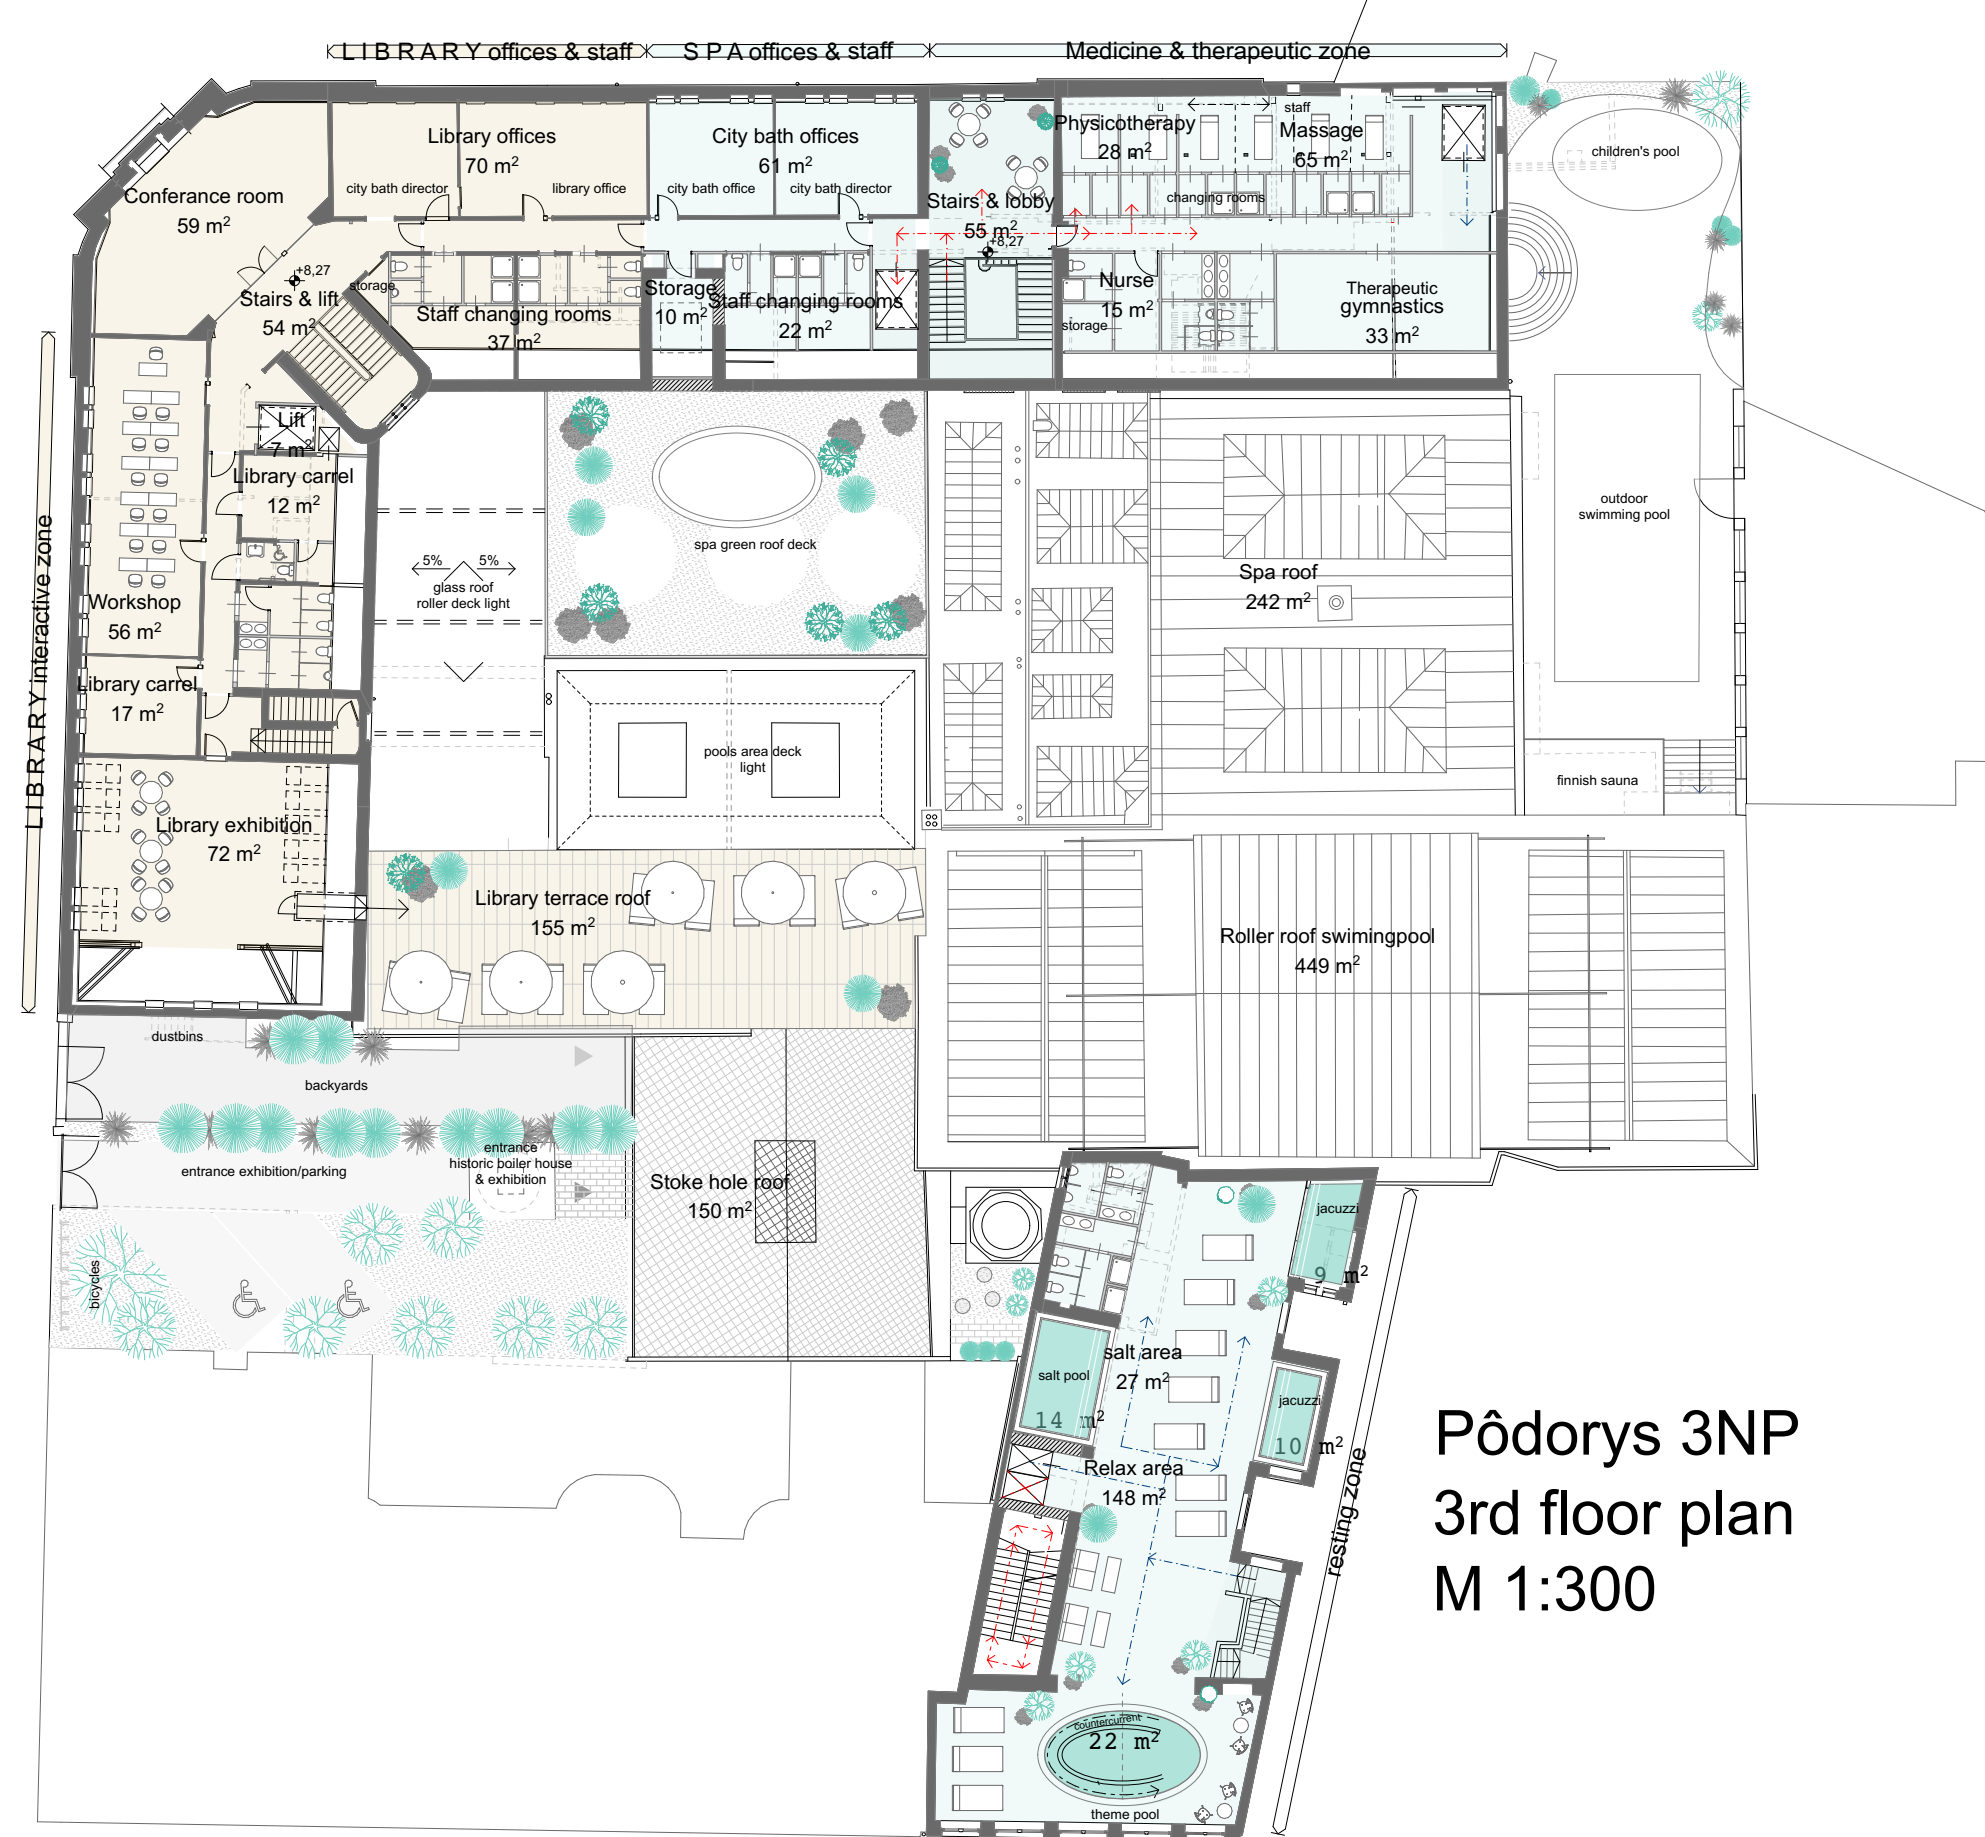 LIBRARY offices & staff
SPA offices & staff
Medicine & therapeutic zone
Conferance room
59 m²
Library offices
70 m²
city bath director
library office
City bath offices
61 m²
city bath office
city bath director
Stairs & lobby
55 m²
+8,27
Physicotherapy
28 m²
staff
Massage
65 m²
changing rooms
children's pool
+8,27
Stairs & lift
54 m²
storage
Staff changing rooms
37 m²
Storage
10 m²
Staff changing rooms
22 m²
Nurse
15 m²
storage
Therapeutic
gymnastics
33 m²
LIBRARY interactive zone
Lift
7 m²
Library carrel
12 m²
Workshop
56 m²
Library carrel
17 m²
5%
5%
glass roof
roller deck light
spa green roof deck
Spa roof
242 m²
outdoor
swimming pool
pools area deck
light
finnish sauna
Library exhibition
72 m²
Library terrace roof
155 m²
Roller roof swimingpool
449 m²
dustbins
backyards
entrance exhibition/parking
entrance
historic boiler house
& exhibition
bicycles
Stoke hole roof
150 m²
jacuzzi
9 m²
salt area
27 m²
salt pool
14 m²
jacuzzi
10 m²
Relax area
148 m²
resting zone
countercurrent
22 m²
theme pool
Pôdorys 3NP
3rd floor plan
M 1:300